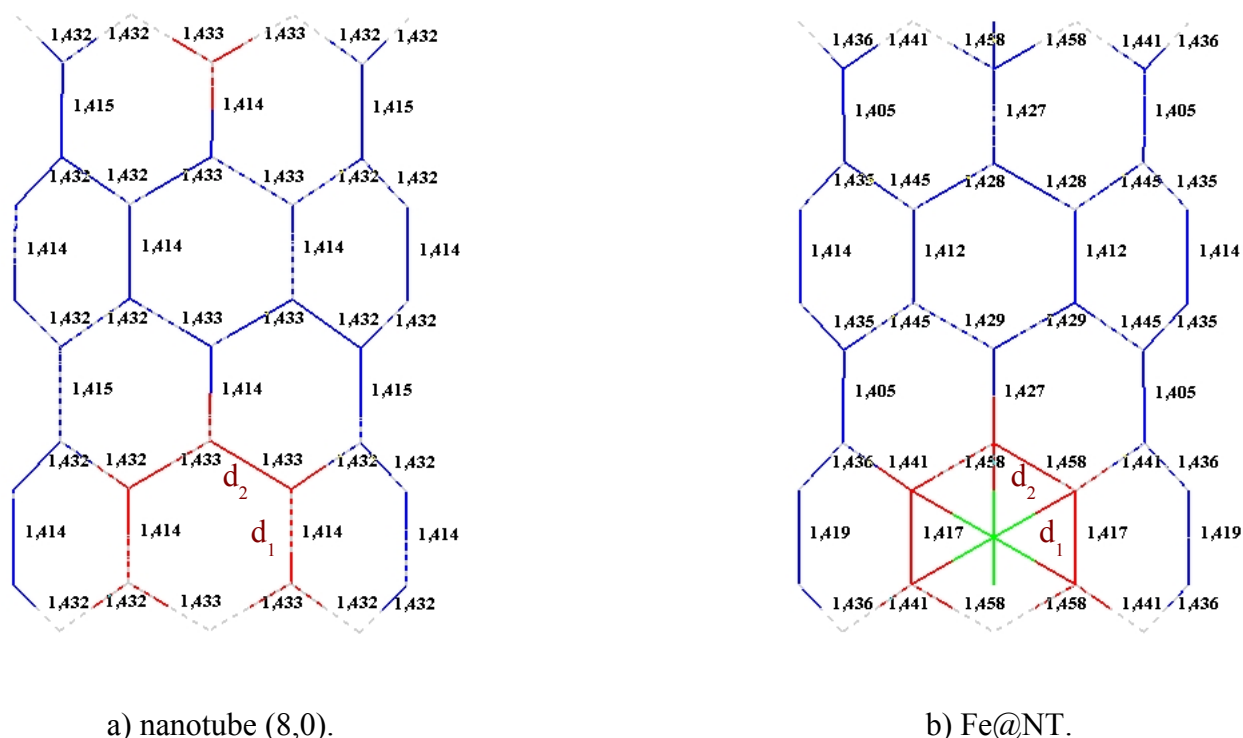 1,432 1,432 1,433 1,433 1,432 1,432
1,415 1,414 1,415
1,432 1,432 1,433 1,433 1,432 1,432
1,414 1,414 1,414 1,414
1,432 1,432 1,433 1,433 1,432 1,432
1,415 1,414 1,415
1,432 1,432 1,433 1,433 1,432 1,432
d2
1,414 1,414 d1 1,414 1,414
1,432 1,432 1,433 1,433 1,432 1,432
a) nanotube (8,0).
1,436 1,441 1,458 1,458 1,441 1,436
1,405 1,427 1,405
1,435 1,445 1,428 1,428 1,445 1,435
1,414 1,412 1,412 1,414
1,435 1,445 1,429 1,429 1,445 1,435
1,405 1,427 1,405
1,436 1,441 1,458 1,458 1,441 1,436
d2
1,419 1,417 d1 1,417 1,419
1,436 1,441 1,458 1,458 1,441 1,436
b) Fe@NT.